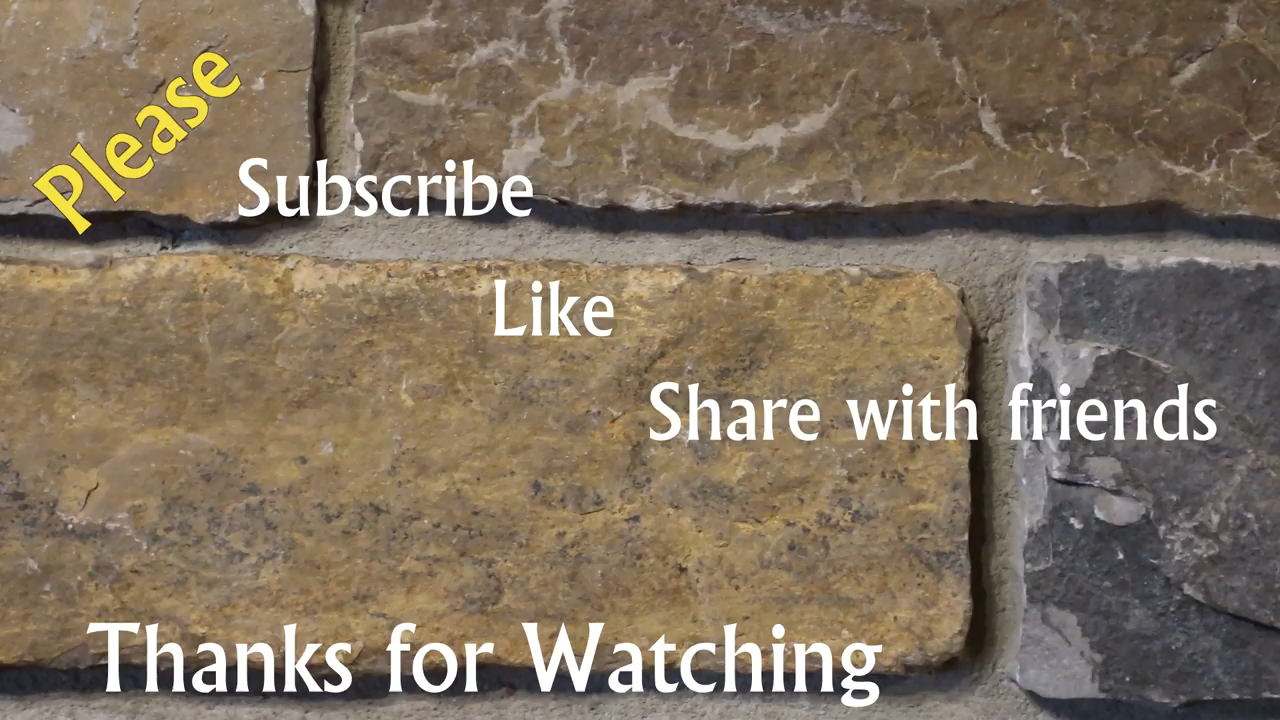 Please
Subscribe
Like
Share with friends
Thanks for Watching